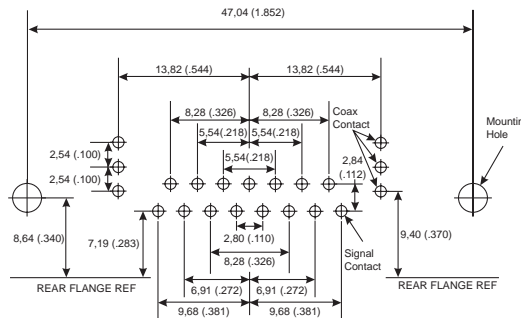 47,04 (1.852)
13,82 (.544)
13,82 (.544)
8,28 (.326)
8,28 (.326)
Coax
Contact
5,54(.218)
5,54(.218)
Mountin
Hole
2,54 (.100)
5,54(.218)
2,84
(.112)
2,54 (.100)
8,64 (.340)
7,19 (.283)
2,80 (.110)
9,40 (.370)
Signal
Contact
8,28 (.326)
REAR FLANGE REF
REAR FLANGE REF
6,91 (.272)
6,91 (.272)
9,68 (.381)
9,68 (.381)